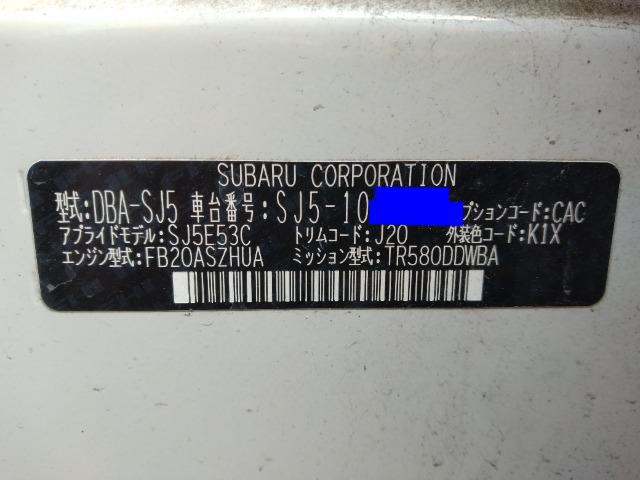 SUBARU CORPORATION
型式:DBA-SJ5 車台番号:SJ5-10 プションコード:CAC
アプライドモデル:SJ5E53C トリムコード:J20 外装色コード:K1X
エンジン型式:FB20ASZHUA ミッション型式:TR580DDWBA